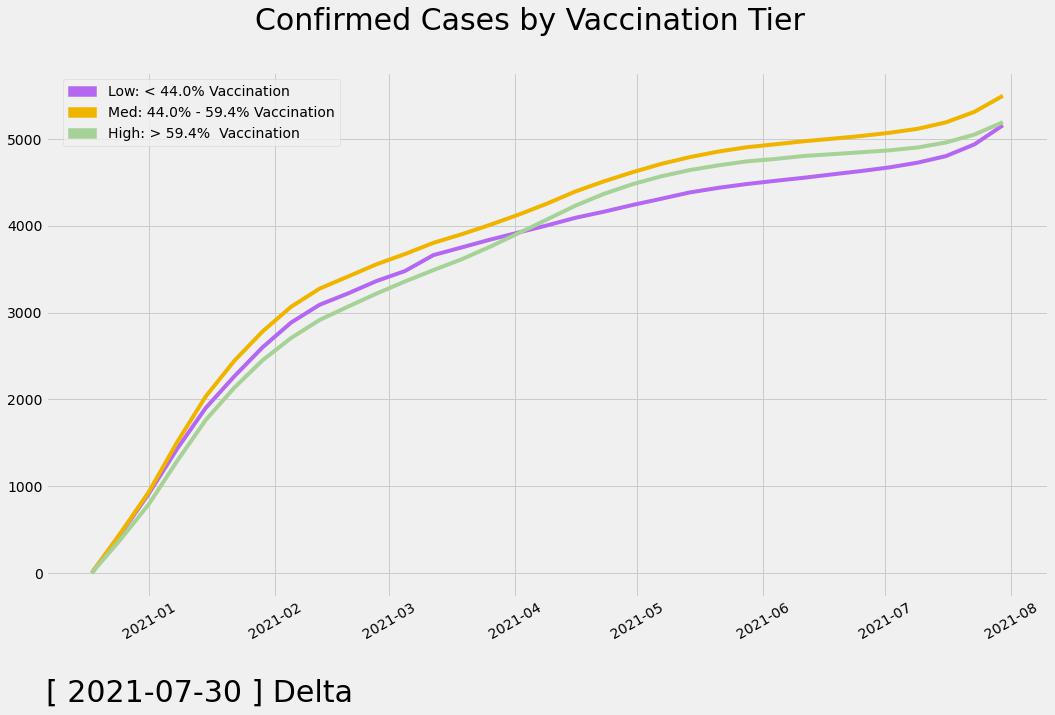 Confirmed Cases by Vaccination Tier
Low: < 44.0% Vaccination
Med: 44.0% - 59.4% Vaccination
High: > 59.4%  Vaccination
5000
4000
3000
2000
1000
0
2021-01
2021-02
2021-03
2021-04
2021-05
2021-06
2021-07
2021-08
[ 2021-07-30 ] Delta